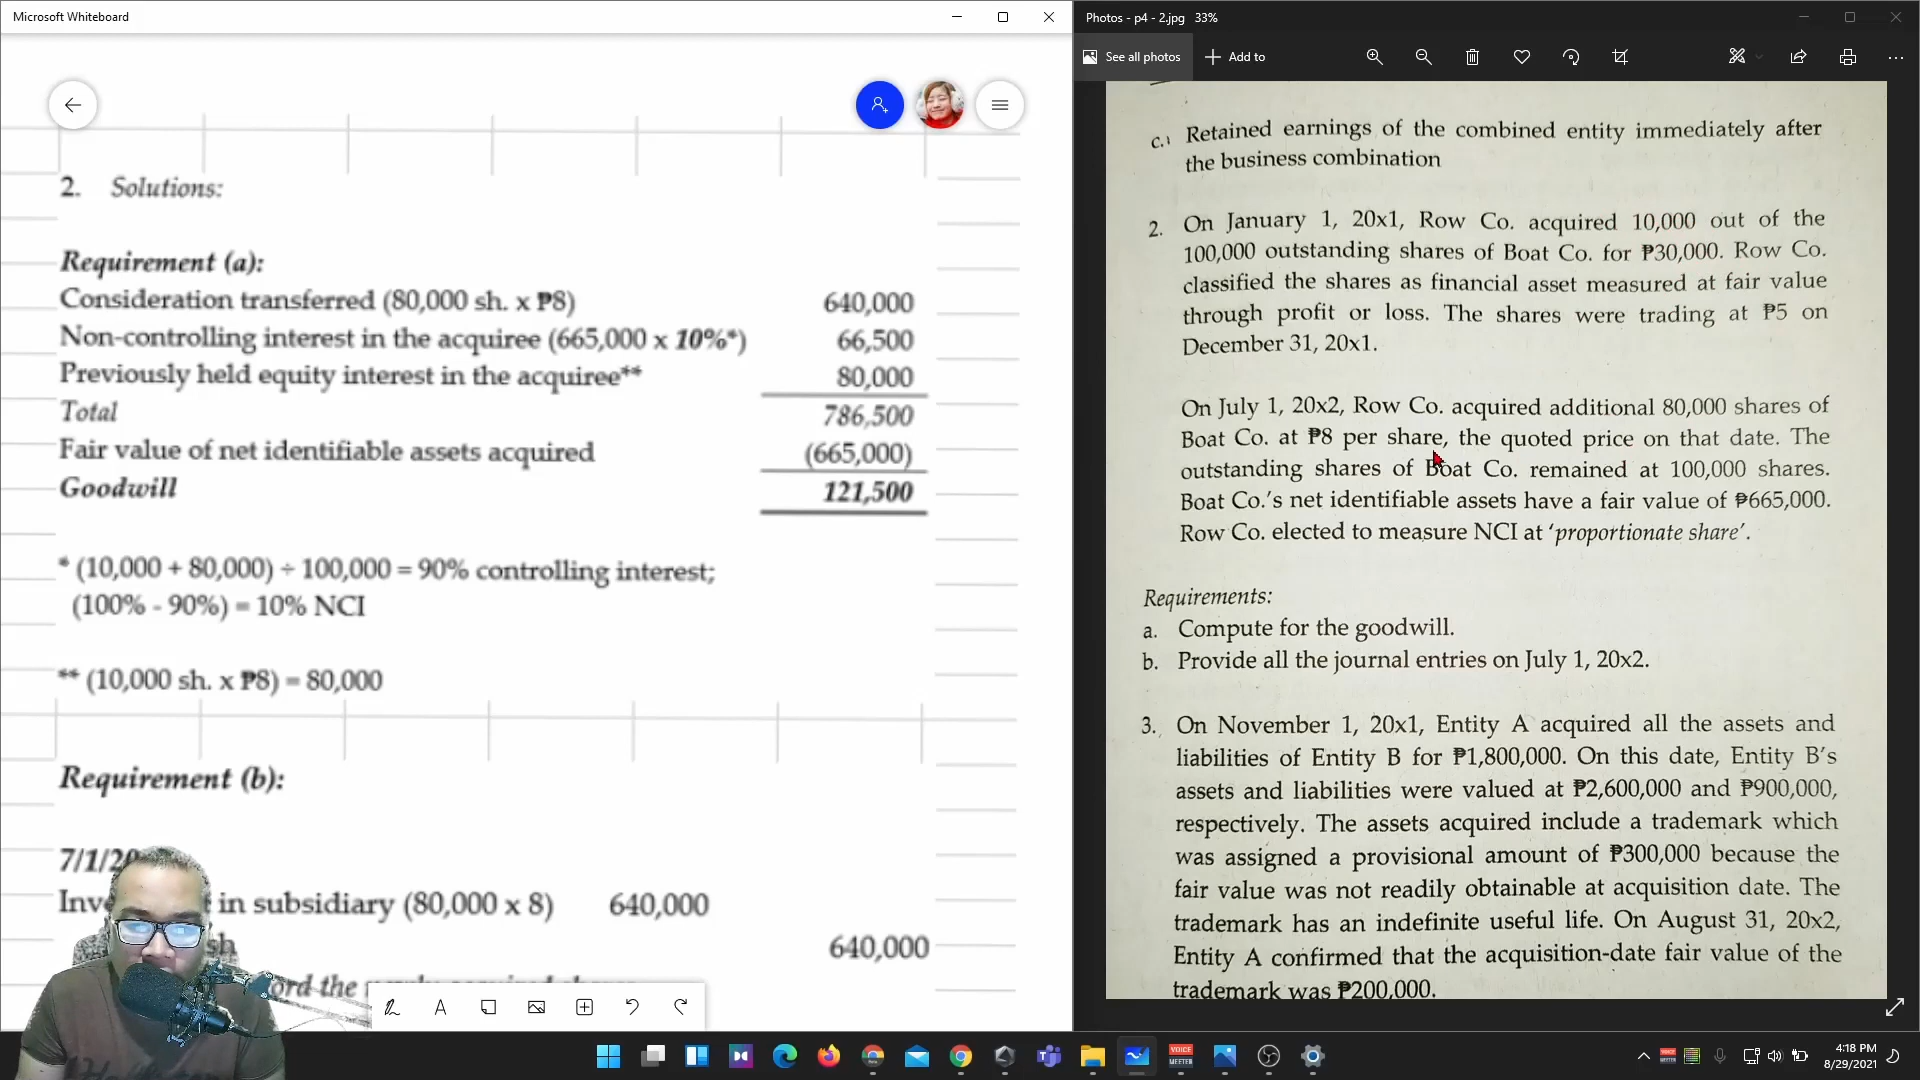 Microsoft Whiteboard
2. Solutions:
Requirement (a):
Consideration transferred (80,000 sh. x ₱8) 640,000
Non-controlling interest in the acquiree (665,000 x 10%*) 66,500
Previously held equity interest in the acquiree** 80,000
Total 786,500
Fair value of net identifiable assets acquired (665,000)
Goodwill 121,500
* (10,000 + 80,000) ÷ 100,000 = 90% controlling interest;
(100% - 90%) = 10% NCI
** (10,000 sh. x ₱8) = 80,000
Requirement (b):
7/1/20
in subsidiary (80,000 x 8) 640,000
640,000
Photos - p4 - 2.jpg 33%
See all photos Add to
c. Retained earnings of the combined entity immediately after
the business combination
2. On January 1, 20x1, Row Co. acquired 10,000 out of the
100,000 outstanding shares of Boat Co. for ₱30,000. Row Co.
classified the shares as financial asset measured at fair value
through profit or loss. The shares were trading at ₱5 on
December 31, 20x1.
On July 1, 20x2, Row Co. acquired additional 80,000 shares of
Boat Co. at ₱8 per share, the quoted price on that date. The
outstanding shares of Boat Co. remained at 100,000 shares.
Boat Co.'s net identifiable assets have a fair value of ₱665,000.
Row Co. elected to measure NCI at 'proportionate share'.
Requirements:
a. Compute for the goodwill.
b. Provide all the journal entries on July 1, 20x2.
3. On November 1, 20x1, Entity A acquired all the assets and
liabilities of Entity B for ₱1,800,000. On this date, Entity B's
assets and liabilities were valued at ₱2,600,000 and ₱900,000,
respectively. The assets acquired include a trademark which
was assigned a provisional amount of ₱300,000 because the
fair value was not readily obtainable at acquisition date. The
trademark has an indefinite useful life. On August 31, 20x2,
Entity A confirmed that the acquisition-date fair value of the
trademark was ₱200,000.
VOICE
MEETER
4:18 PM
8/29/2021